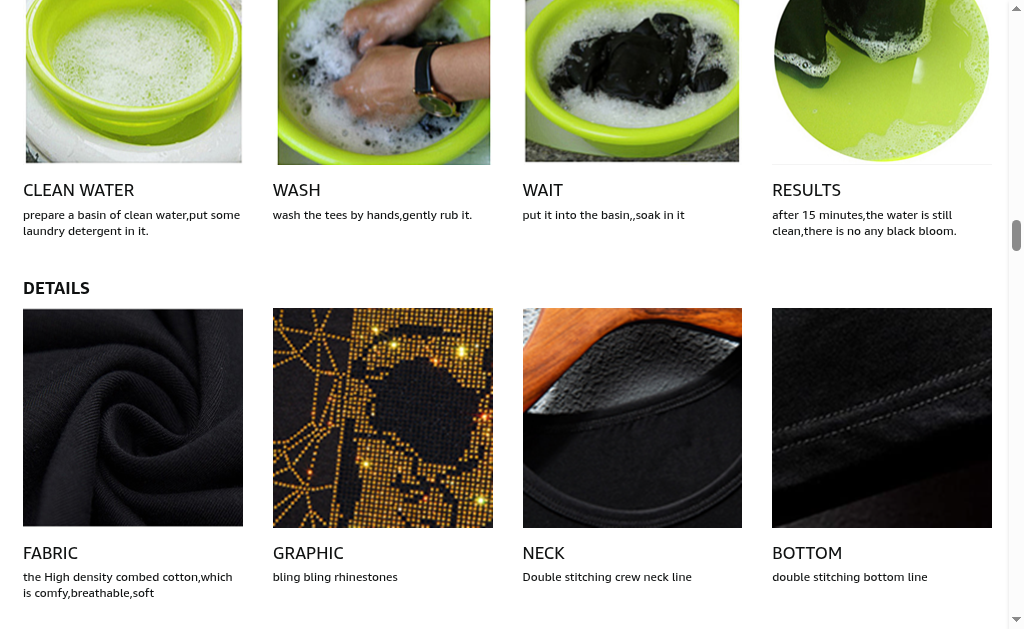 CLEAN WATER
prepare a basin of clean water,put some
laundry detergent in it.
WASH
wash the tees by hands,gently rub it.
WAIT
put it into the basin,,soak in it
RESULTS
after 15 minutes,the water is still
clean,there is no any black bloom.
DETAILS
FABRIC
the High density combed cotton,which
is comfy,breathable,soft
GRAPHIC
bling bling rhinestones
NECK
Double stitching crew neck line
BOTTOM
double stitching bottom line